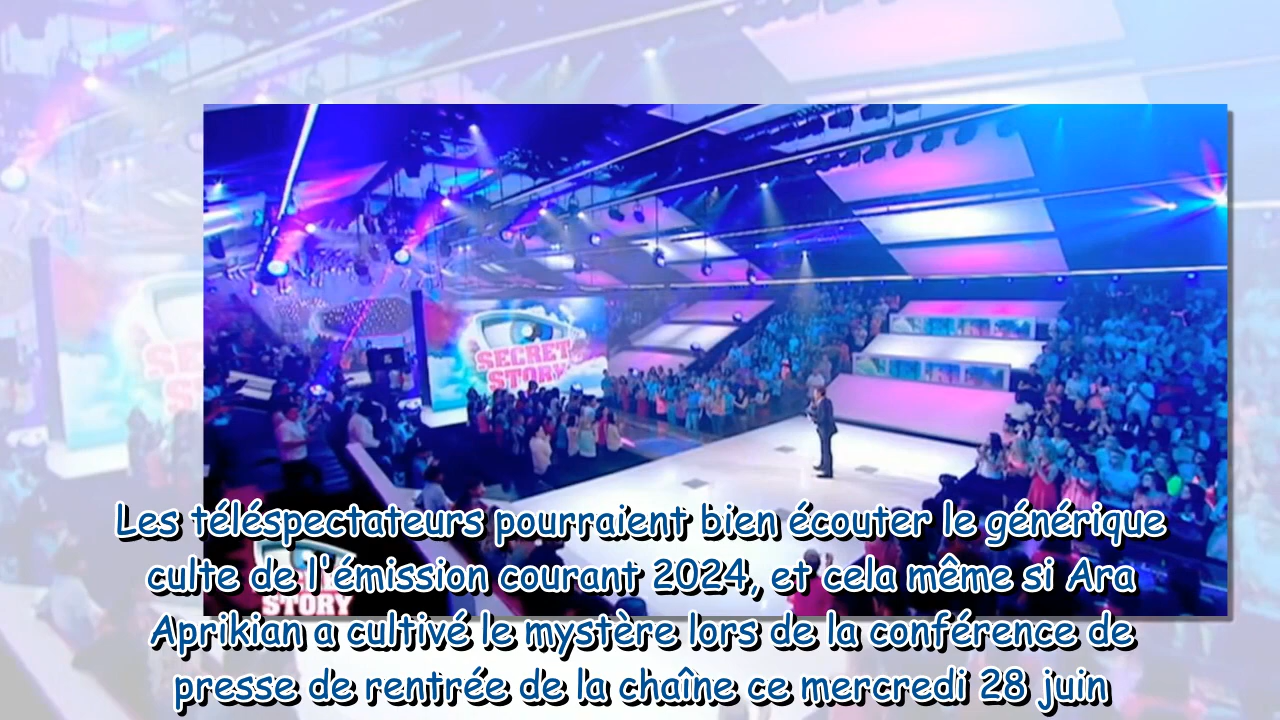 SECRET
STORY
Les téléspectateurs pourraient bien écouter le générique
culte de l'émission courant 2024, et cela même si Ara
STORY
Aprikian a cultivé le mystère lors de la conférence de
presse de rentrée de la chaîne ce mercredi 28 juin